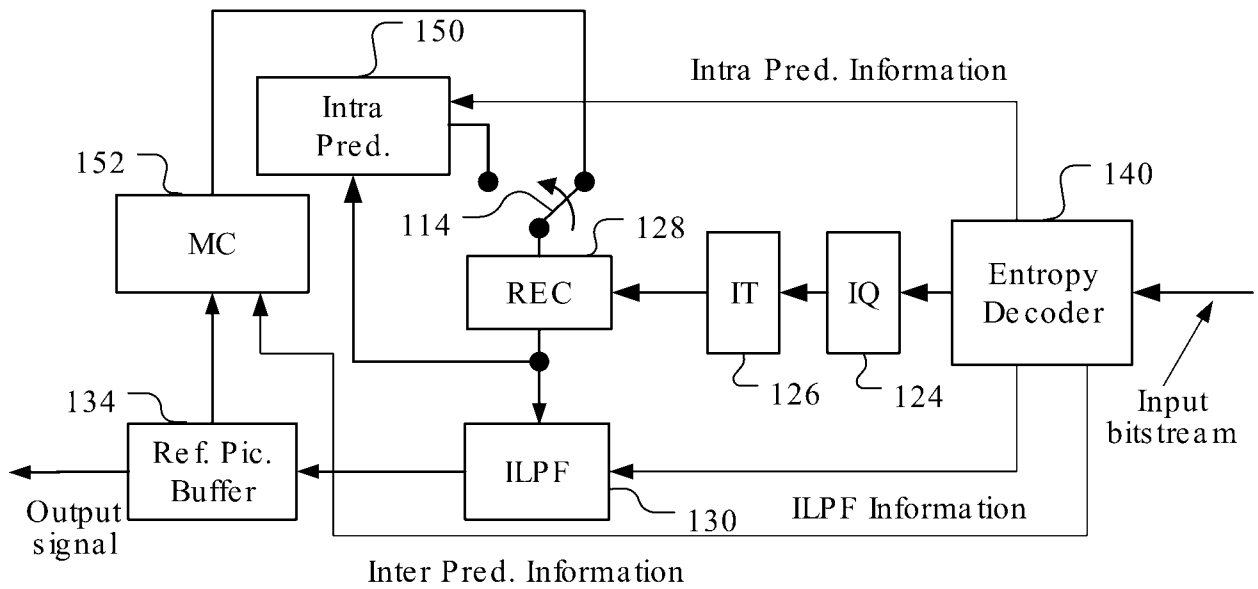 150
Intra Pred. Information
Intra
Pred.
152
140
114
128
MC
REC
IT
IQ
Entropy
Decoder
126
124
134
Input
bitstream
Ref. Pic.
Buffer
ILPF
Output
signal
130
ILPF Information
Inter Pred. Information